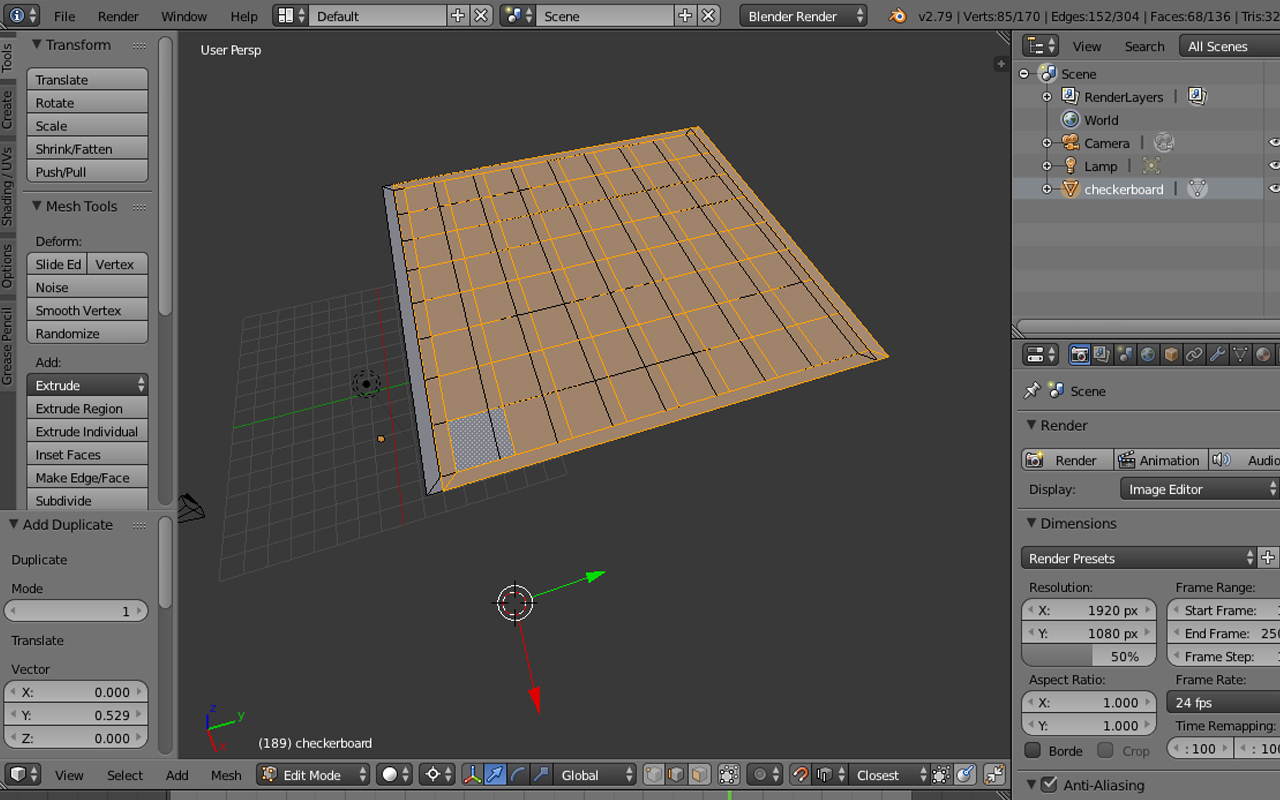 File Render Window Help Default Scene Blender Render v2.79 | Verts:85/170 | Edges:152/304 | Faces:68/136 | Tris:32
Tools
Create
Shading / UVs
Options
Grease Pencil
Transform
Translate
Rotate
Scale
Shrink/Fatten
Push/Pull
Mesh Tools
Deform:
Slide Ed Vertex
Noise
Smooth Vertex
Randomize
Add:
Extrude
Extrude Region
Extrude Individual
Inset Faces
Make Edge/Face
Subdivide
Add Duplicate
Duplicate
Mode
1
Translate
Vector
X: 0.000
Y: 0.529
Z: 0.000
User Persp
z
y
x
(189) checkerboard
View Select Add Mesh Edit Mode Global Closest
View Search All Scenes
Scene
RenderLayers |
World
Camera |
Lamp |
checkerboard |
Scene
Render
Render Animation Audio
Display: Image Editor
Dimensions
Render Presets
Resolution: Frame Range:
X: 1920 px Start Frame: 1
Y: 1080 px End Frame: 250
50% Frame Step: 1
Aspect Ratio: Frame Rate:
X: 1.000 24 fps
Y: 1.000 Time Remapping:
Borde Crop : 100 : 100
Anti-Aliasing